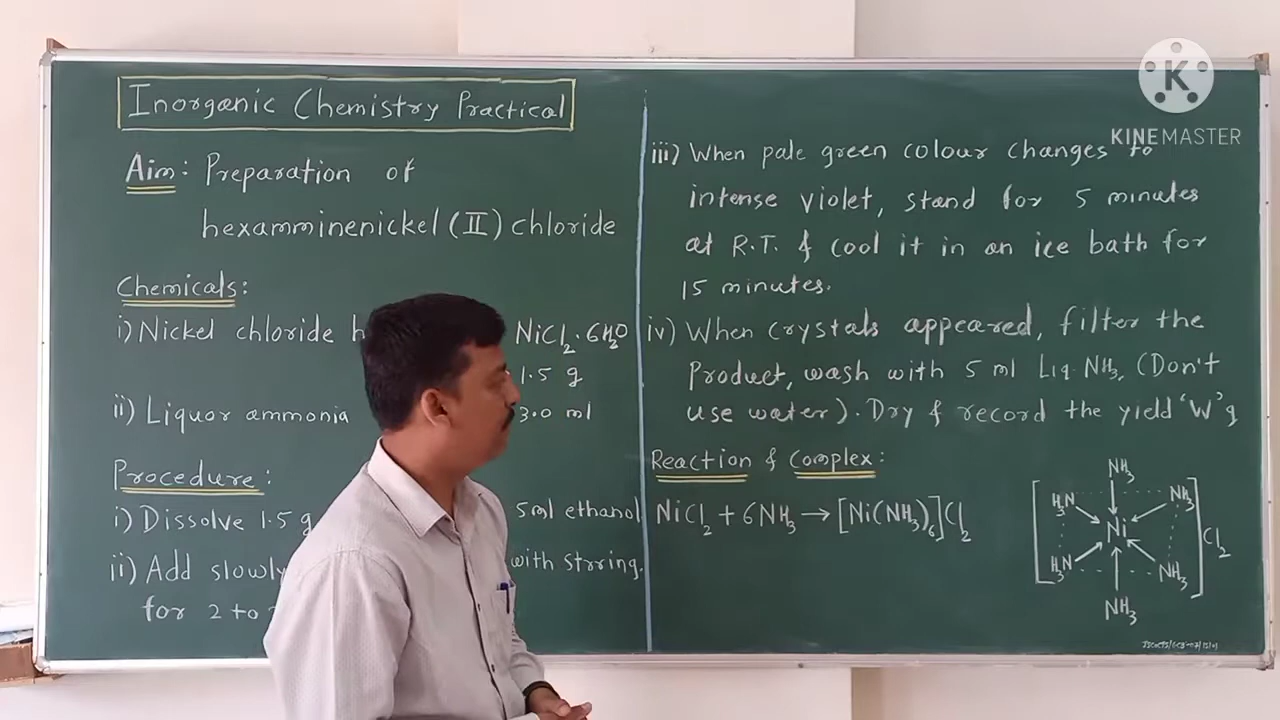 Inorganic Chemistry Practical
Aim: Preparation of
hexamminenickel (II) chloride
Chemicals:
i) Nickel chloride NiCl₂·6H₂O
1.5 g
ii) Liquor ammonia 3.0 ml
Procedure:
i) Dissolve 1.5 g 5ml ethanol
ii) Add slowly with strring.
for 2 to
iii) When pale green colour changes to
intense violet, stand for 5 minutes
at R.T. & cool it in an ice bath for
15 minutes.
iv) When crystals appeared, filter the
Product, wash with 5 ml Liq. NH₃. (Don't
use water). Dry & record the yield 'W' g
Reaction & Complex:
NiCl₂ + 6NH₃ → [Ni(NH₃)₆]Cl₂
NH₃
H₃N NH₃
Ni
Cl₂
H₃N NH₃
NH₃
KINEMASTER